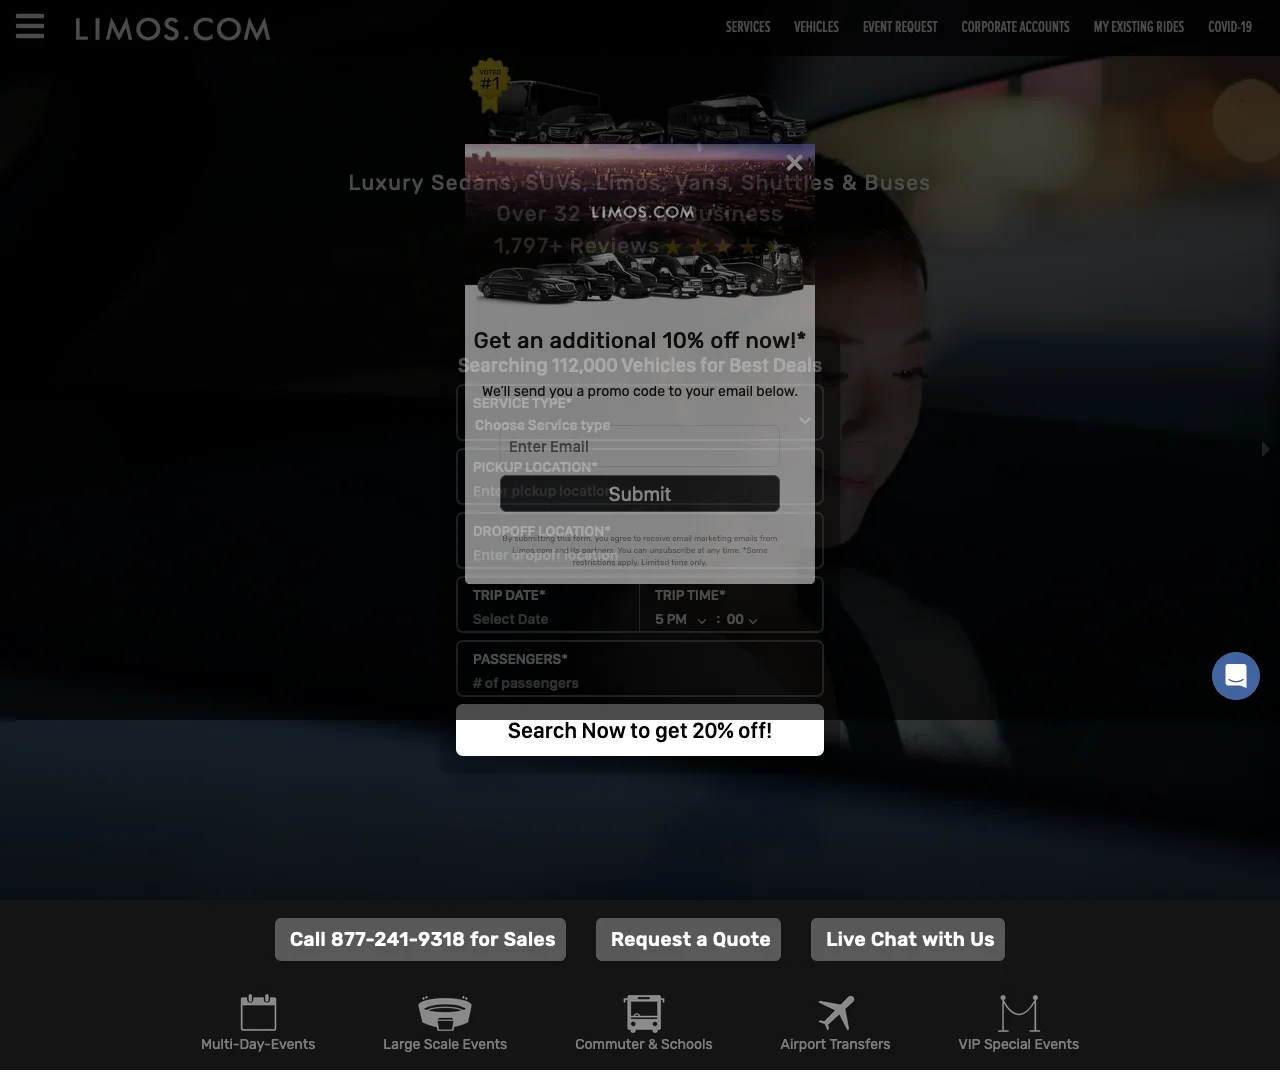 LIMOS.COM
SERVICES
VEHICLES
EVENT REQUEST
CORPORATE ACCOUNTS
MY EXISTING RIDES
COVID-19
VOTED
#1
Luxury Sedans, SUVs, Limos, Vans, Shuttles & Buses
Over 32 Business
1,797+ Reviews
LIMOS.COM
Get an additional 10% off now!*
Searching 112,000 Vehicles for Best Deals
We'll send you a promo code to your email below.
SERVICE TYPE*
Choose Service type
Enter Email
PICKUP LOCATION*
Enter pickup location
Submit
DROPOFF LOCATION*
Enter dropoff location
By submitting this form, you agree to receive email marketing emails from
Limos.com and its partners. You can unsubscribe at any time. *Some
restrictions apply. Limited time only.
TRIP DATE*
Select Date
TRIP TIME*
5 PM : 00
PASSENGERS*
# of passengers
Search Now to get 20% off!
Call 877-241-9318 for Sales
Request a Quote
Live Chat with Us
Multi-Day-Events
Large Scale Events
Commuter & Schools
Airport Transfers
VIP Special Events